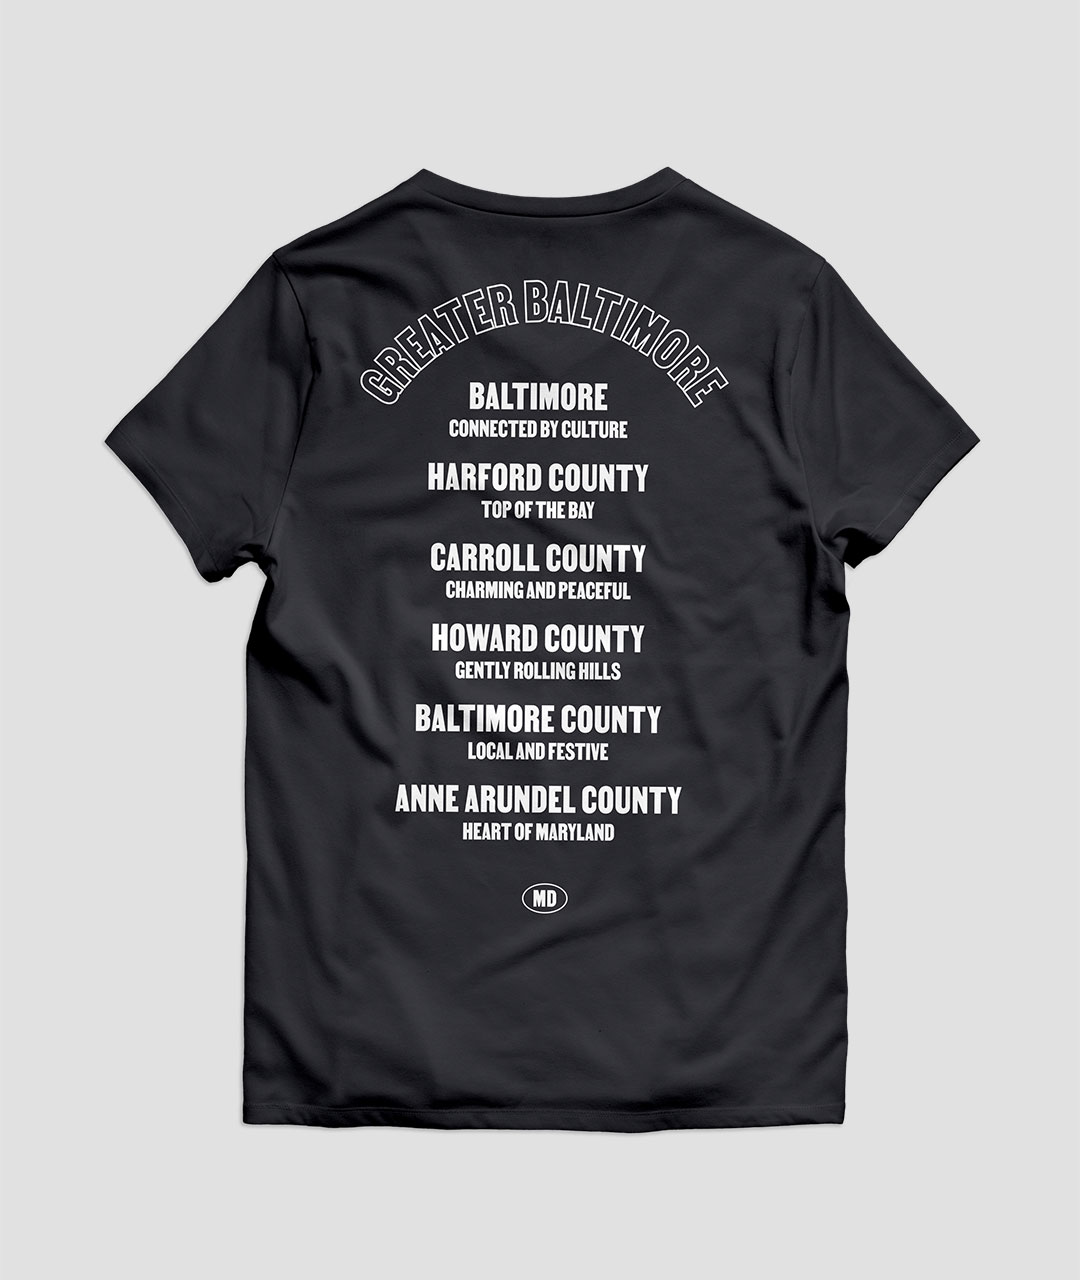 GREATER BALTIMORE
BALTIMORE
CONNECTED BY CULTURE
HARFORD COUNTY
TOP OF THE BAY
CARROLL COUNTY
CHARMING AND PEACEFUL
HOWARD COUNTY
GENTLY ROLLING HILLS
BALTIMORE COUNTY
LOCAL AND FESTIVE
ANNE ARUNDEL COUNTY
HEART OF MARYLAND
MD